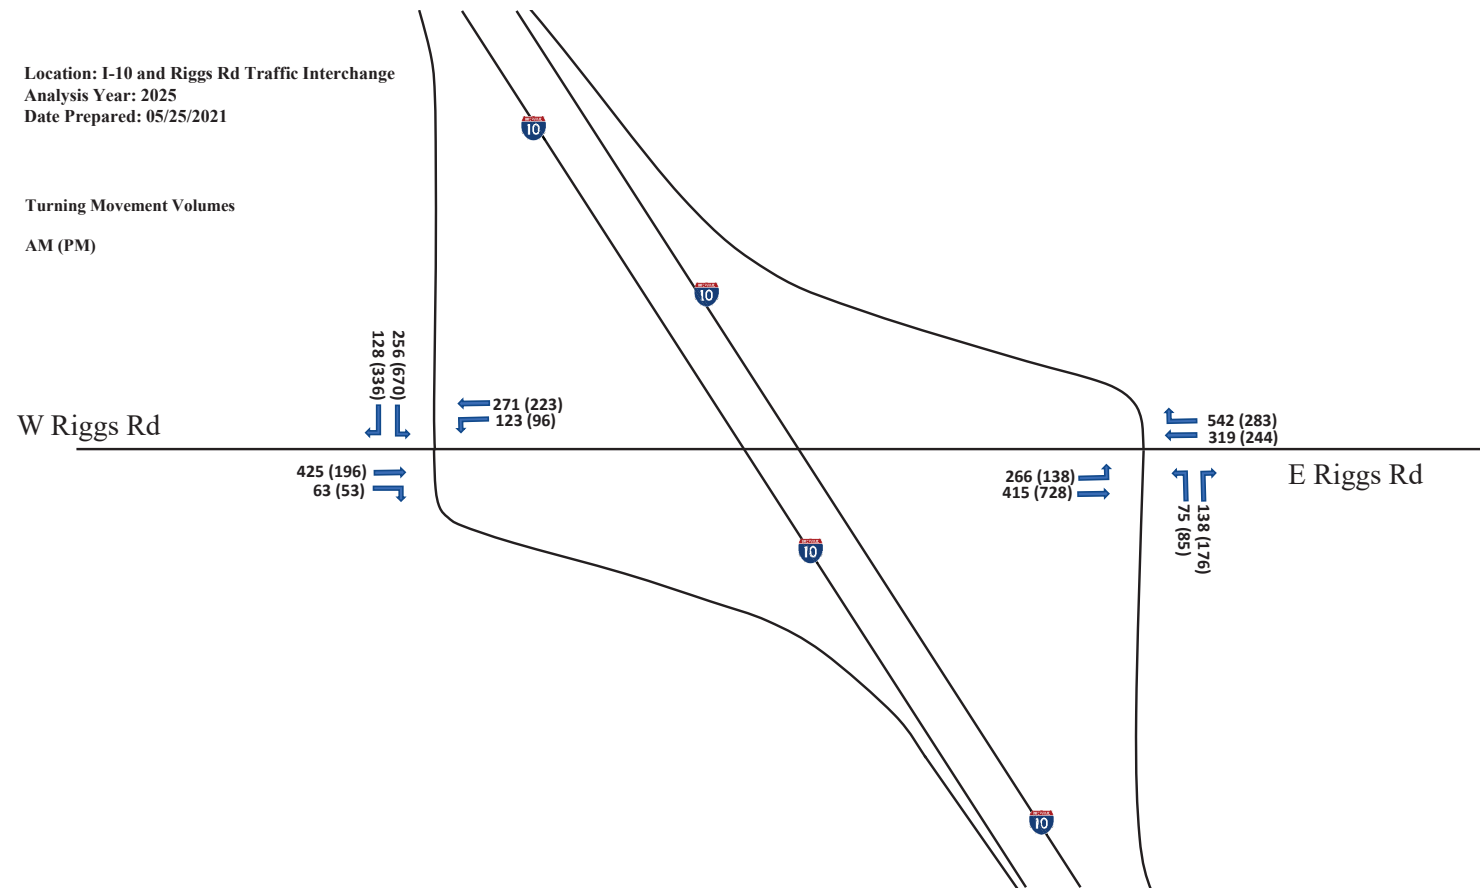 Location: I-10 and Riggs Rd Traffic Interchange
Analysis Year: 2025
Date Prepared: 05/25/2021
10
Turning Movement Volumes
AM (PM)
10
256 (670)
128 (336)
271 (223)
123 (96)
W Riggs Rd
542 (283)
319 (244)
425 (196)
63 (53)
266 (138)
415 (728)
E Riggs Rd
138 (176)
75 (85)
10
10